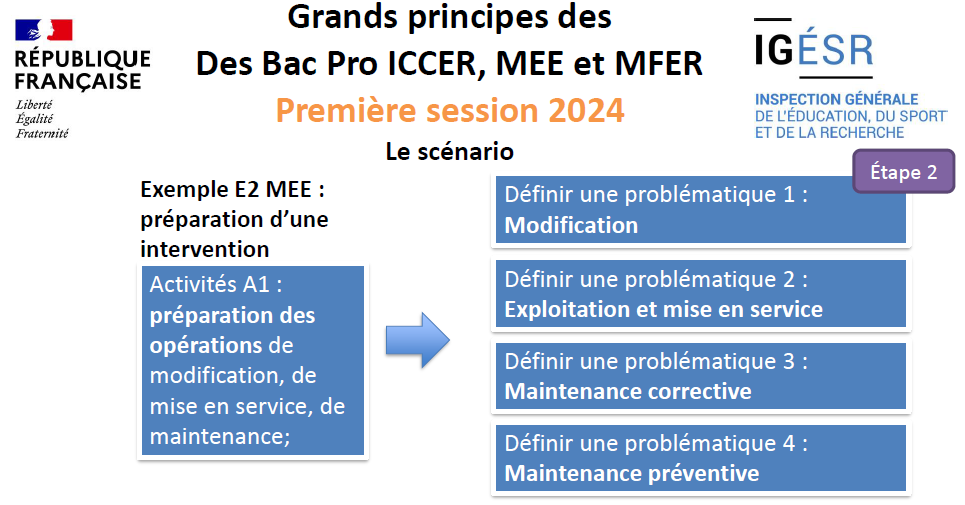 Grands principes des
Des Bac Pro ICCER, MEE et MFER
Première session 2024
RÉPUBLIQUE
FRANÇAISE
Liberté
Égalité
Fraternité
IGÉSR
INSPECTION GÉNÉRALE
DE L'ÉDUCATION, DU SPORT
ET DE LA RECHERCHE
Le scénario
Étape 2
Exemple E2 MEE :
préparation d’une
intervention
Activités A1 :
préparation des
opérations de
modification, de
mise en service, de
maintenance;
Définir une problématique 1 :
Modification
Définir une problématique 2 :
Exploitation et mise en service
Définir une problématique 3 :
Maintenance corrective
Définir une problématique 4 :
Maintenance préventive